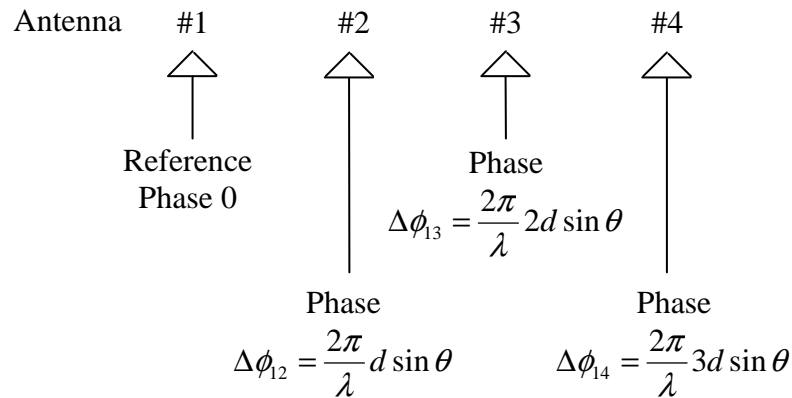 Antenna #1 #2 #3 #4
Reference
Phase 0
Phase
Δϕ₁₃ = 2π/λ 2d sin θ
Phase
Δϕ₁₂ = 2π/λ d sin θ
Phase
Δϕ₁₄ = 2π/λ 3d sin θ